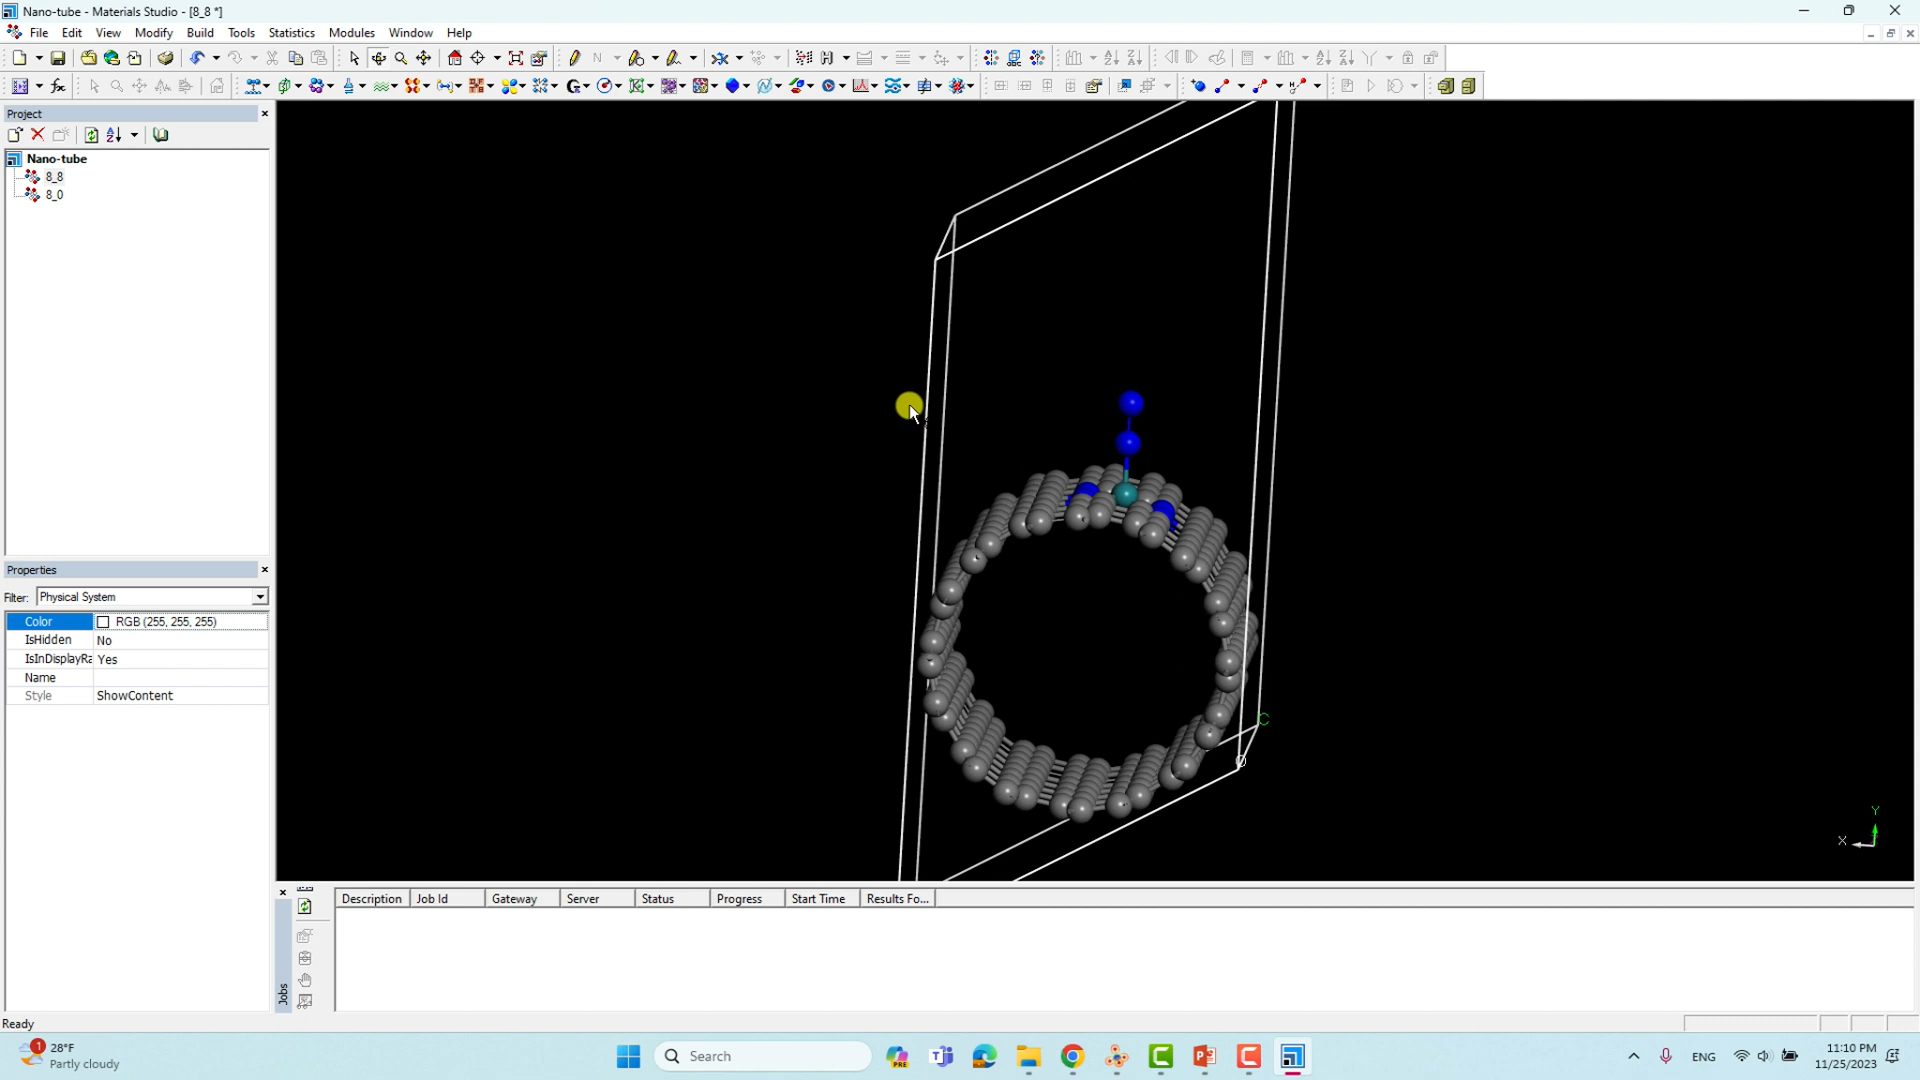 Nano-tube - Materials Studio - [8_8 *]
File Edit View Modify Build Tools Statistics Modules Window Help
Project
Nano-tube
8_8
8_0
Properties
Filter: Physical System
Color RGB (255, 255, 255)
IsHidden No
IsInDisplayRa Yes
Name
Style ShowContent
C
O
Y
X
Jobs
Description Job Id Gateway Server Status Progress Start Time Results Fo...
Ready
1
28°F
Partly cloudy
Search
PRE
ENG
11:10 PM
11/25/2023